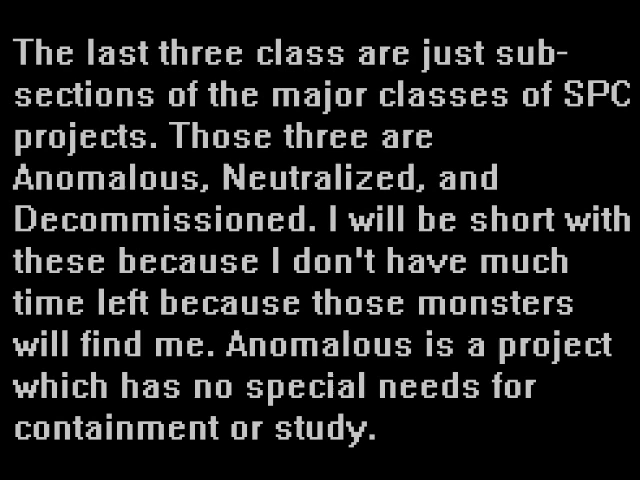 The last three class are just sub-
sections of the major classes of SPC
projects. Those three are
Anomalous, Neutralized, and
Decommissioned. I will be short with
these because I don't have much
time left because those monsters
will find me. Anomalous is a project
which has no special needs for
containment or study.